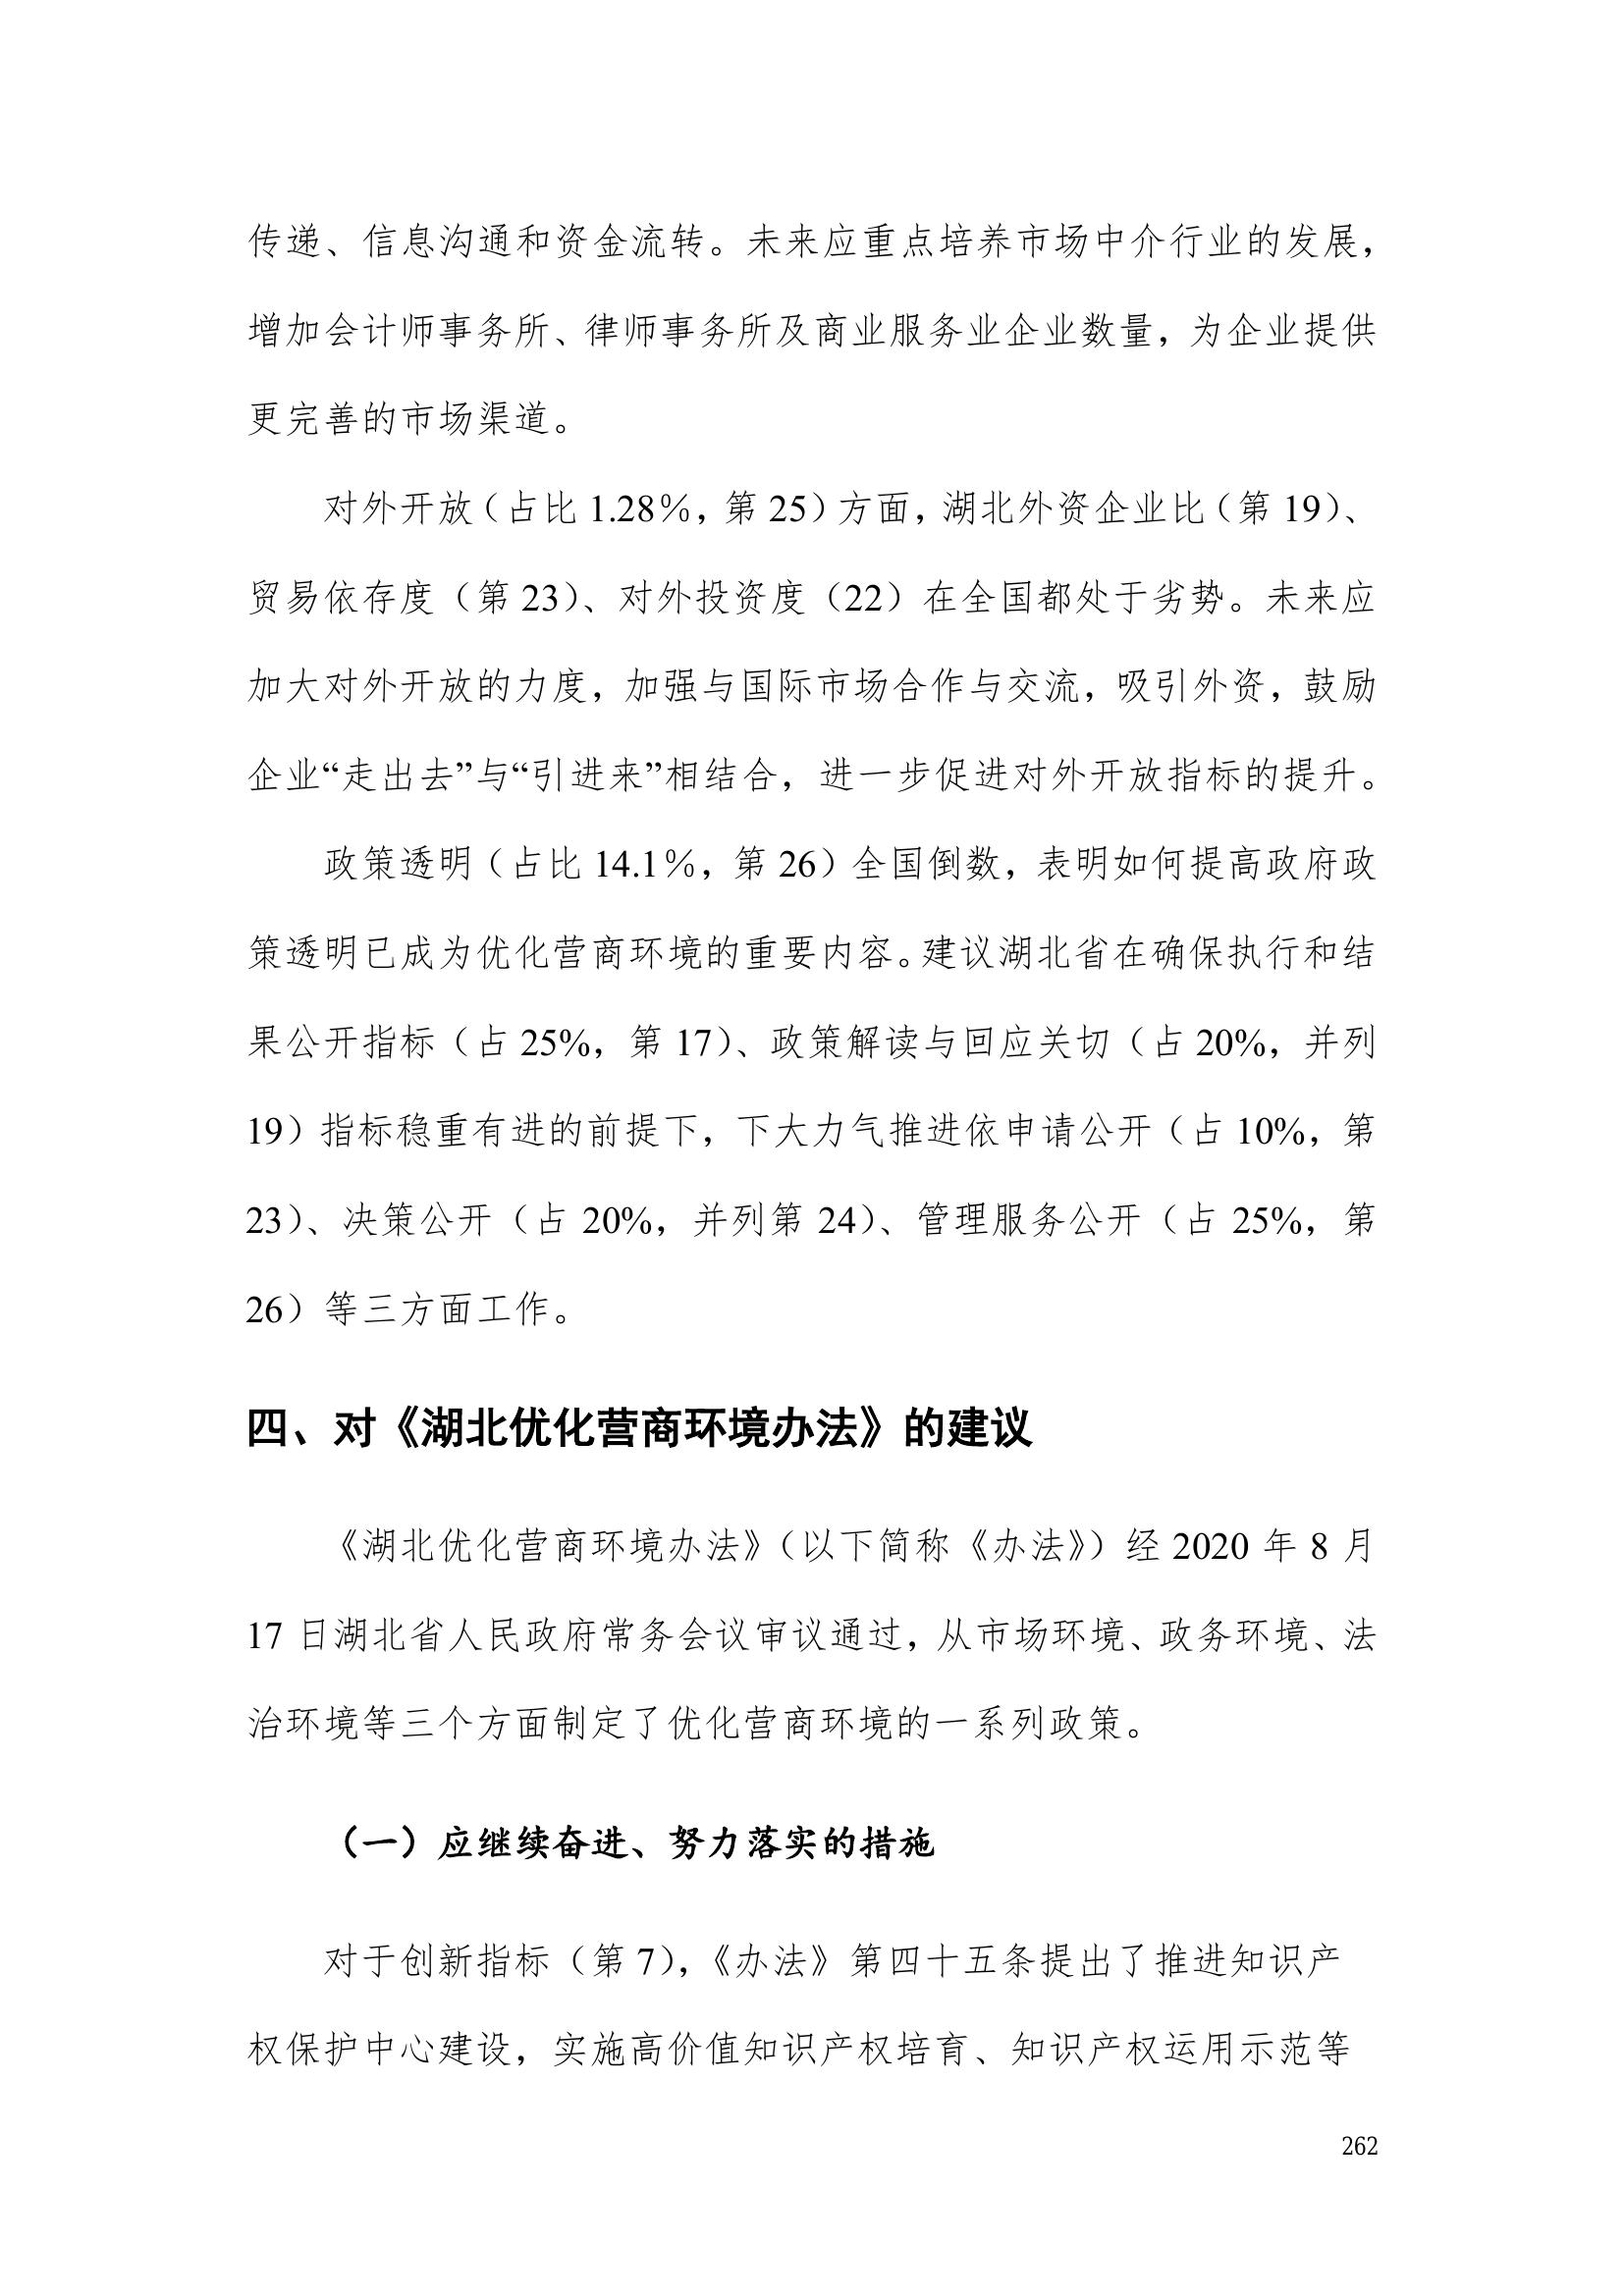 传递、信息沟通和资金流转。未来应重点培养市场中介行业的发展，
增加会计师事务所、律师事务所及商业服务业企业数量，为企业提供
更完善的市场渠道。
对外开放（占比 1.28%，第 25）方面，湖北外资企业比（第 19）、
贸易依存度（第 23）、对外投资度（22）在全国都处于劣势。未来应
加大对外开放的力度，加强与国际市场合作与交流，吸引外资，鼓励
企业“走出去”与“引进来”相结合，进一步促进对外开放指标的提升。
政策透明（占比 14.1%，第 26）全国倒数，表明如何提高政府政
策透明已成为优化营商环境的重要内容。建议湖北省在确保执行和结
果公开指标（占 25%，第 17）、政策解读与回应关切（占 20%，并列
19）指标稳重有进的前提下，下大力气推进依申请公开（占 10%，第
23）、决策公开（占 20%，并列第 24）、管理服务公开（占 25%，第
26）等三方面工作。
四、对《湖北优化营商环境办法》的建议
《湖北优化营商环境办法》（以下简称《办法》）经 2020 年 8 月
17 日湖北省人民政府常务会议审议通过，从市场环境、政务环境、法
治环境等三个方面制定了优化营商环境的一系列政策。
（一）应继续奋进、努力落实的措施
对于创新指标（第 7），《办法》第四十五条提出了推进知识产
权保护中心建设，实施高价值知识产权培育、知识产权运用示范等
262